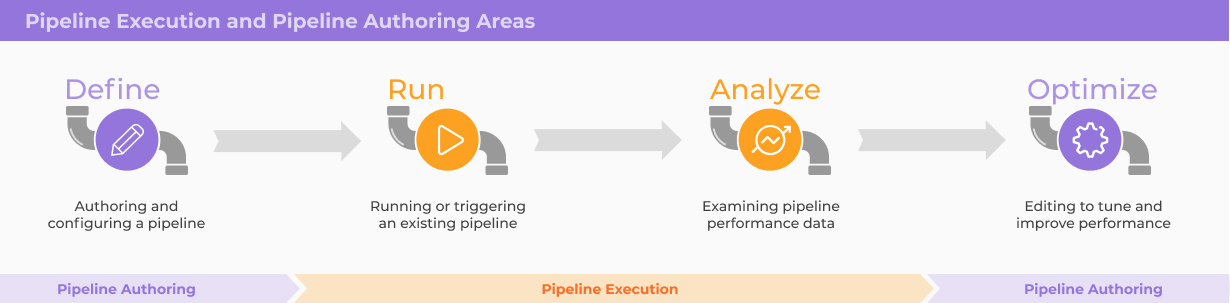 Pipeline Execution and Pipeline Authoring Areas
Define
Run
Analyze
Optimize
Authoring and
configuring a pipeline
Running or triggering
an existing pipeline
Examining pipeline
performance data
Editing to tune and
improve performance
Pipeline Authoring
Pipeline Execution
Pipeline Authoring